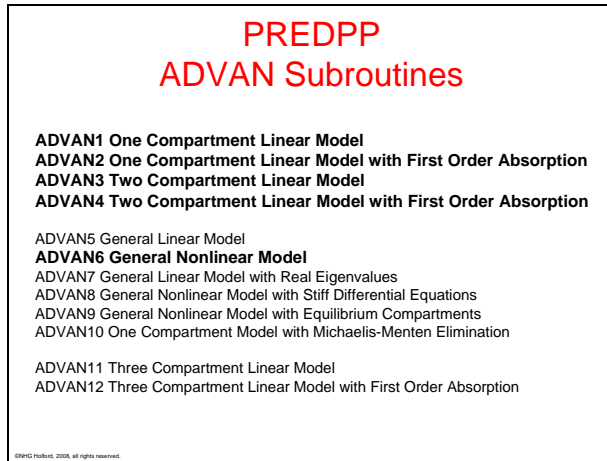 PREDPP
ADVAN Subroutines
ADVAN1 One Compartment Linear Model
ADVAN2 One Compartment Linear Model with First Order Absorption
ADVAN3 Two Compartment Linear Model
ADVAN4 Two Compartment Linear Model with First Order Absorption
ADVAN5 General Linear Model
ADVAN6 General Nonlinear Model
ADVAN7 General Linear Model with Real Eigenvalues
ADVAN8 General Nonlinear Model with Stiff Differential Equations
ADVAN9 General Nonlinear Model with Equilibrium Compartments
ADVAN10 One Compartment Model with Michaelis-Menten Elimination
ADVAN11 Three Compartment Linear Model
ADVAN12 Three Compartment Linear Model with First Order Absorption
©NHG Holford, 2008, all rights reserved.